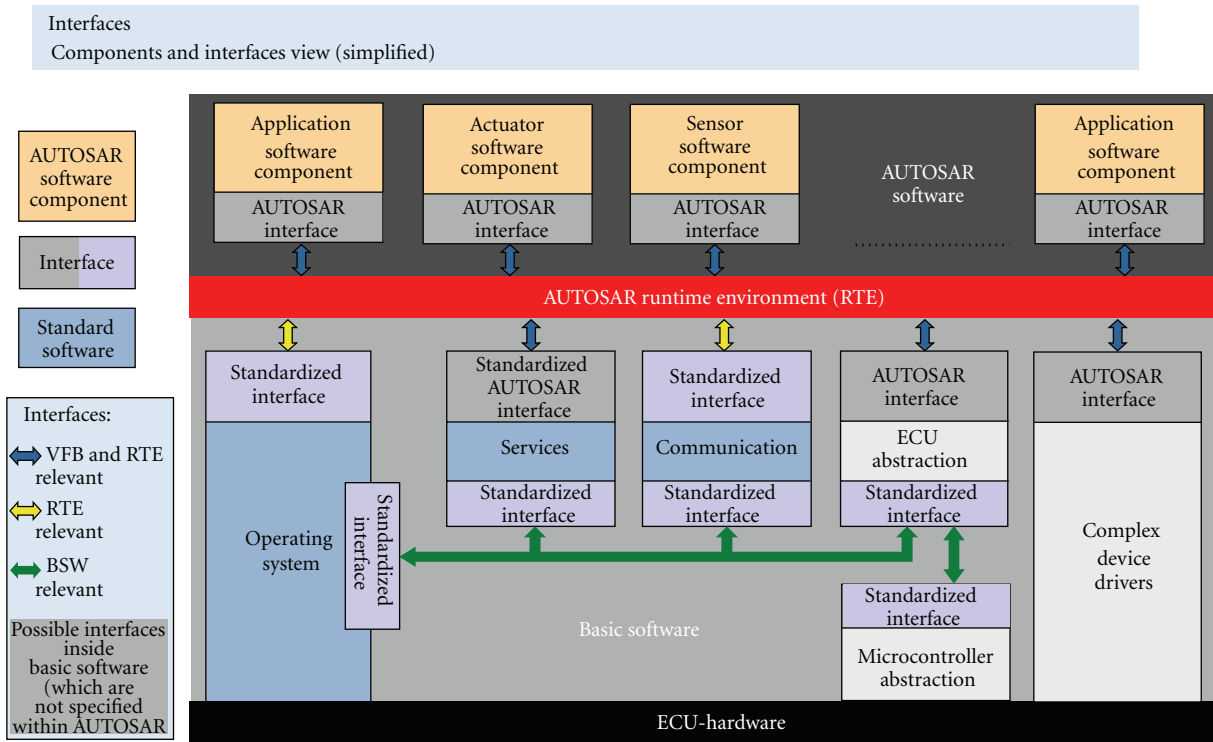 Interfaces
Components and interfaces view (simplified)
AUTOSAR
software
component
Interface
Standard
software
Interfaces:
VFB and RTE
relevant
RTE
relevant
BSW
relevant
Possible interfaces
inside
basic software
(which are
not specified
within AUTOSAR
Application
software
component
AUTOSAR
interface
Actuator
software
component
AUTOSAR
interface
Sensor
software
component
AUTOSAR
interface
AUTOSAR
software
Application
software
component
AUTOSAR
interface
AUTOSAR runtime environment (RTE)
Standardized
interface
Operating
system
Standardized
interface
Standardized
AUTOSAR
interface
Services
Standardized
interface
Standardized
interface
Communication
Standardized
interface
AUTOSAR
interface
ECU
abstraction
Standardized
interface
Standardized
interface
Microcontroller
abstraction
AUTOSAR
interface
Complex
device
drivers
Basic software
ECU-hardware